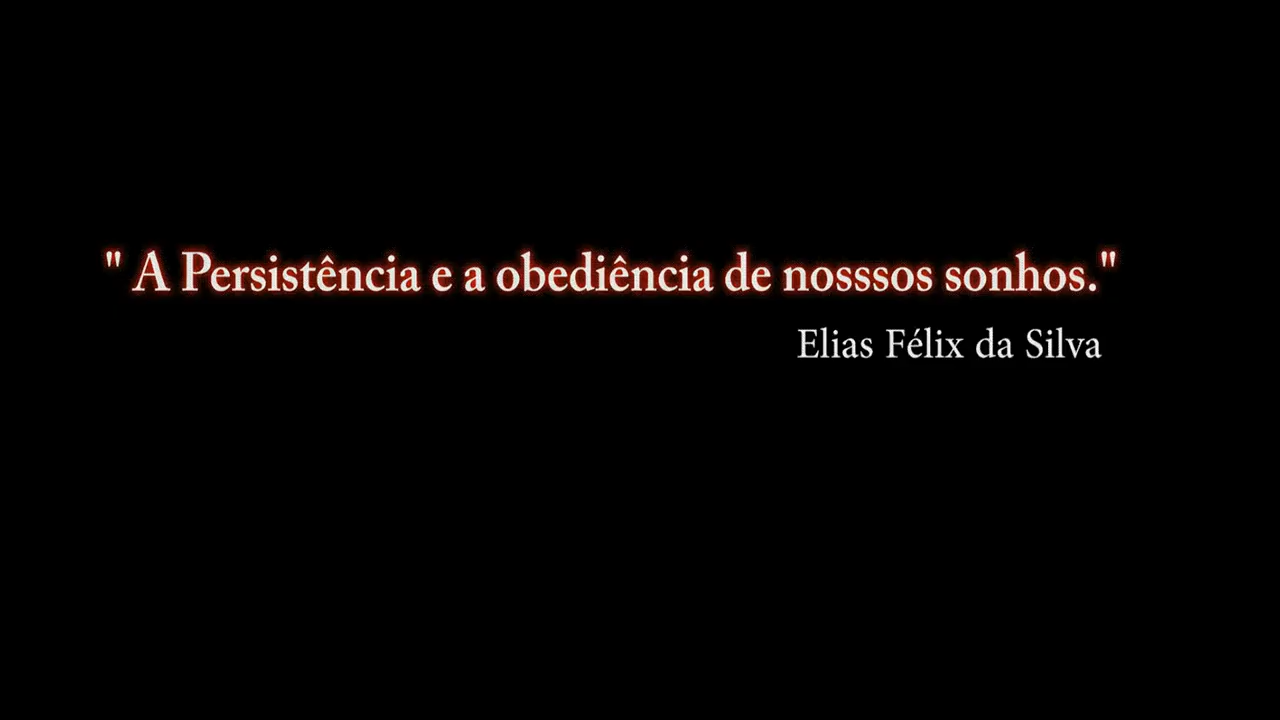 " A Persistência e a obediência de nosssos sonhos."
Elias Félix da Silva